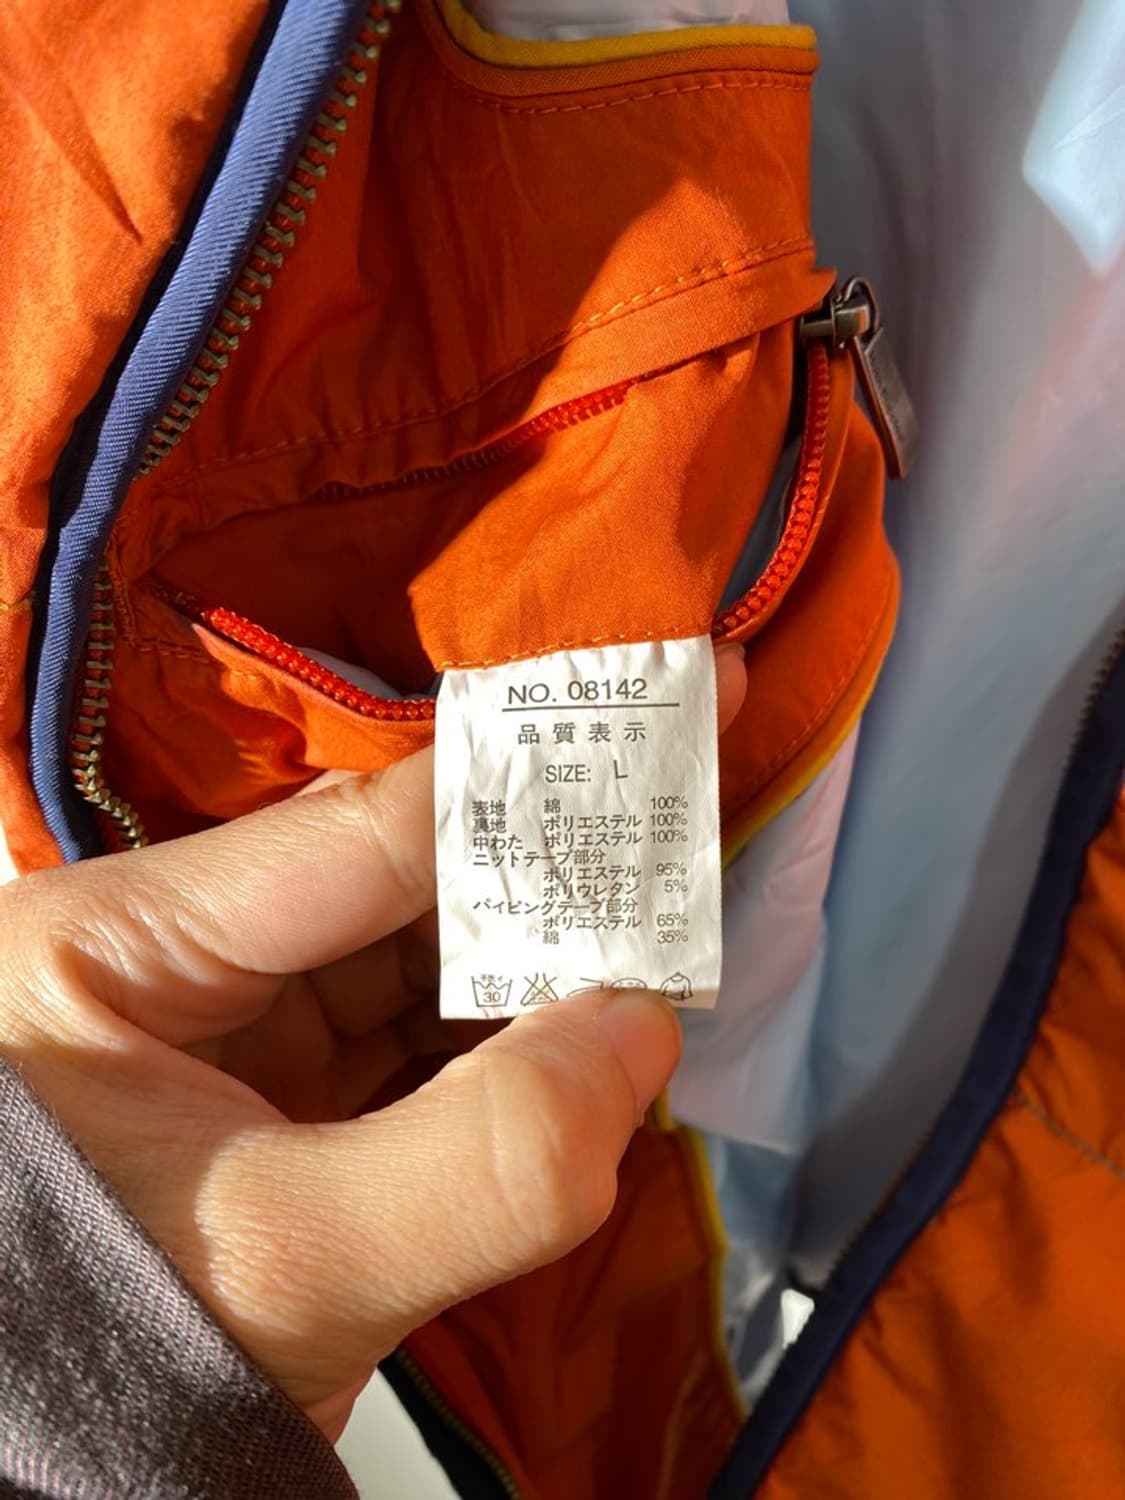 NO. 08142
品質表示
SIZE: L
表地 綿 100%
裏地 ポリエステル 100%
中わた ポリエステル 100%
ニットテープ部分
ポリエステル 95%
ポリウレタン 5%
パイピングテープ部分
ポリエステル 65%
綿 35%
30